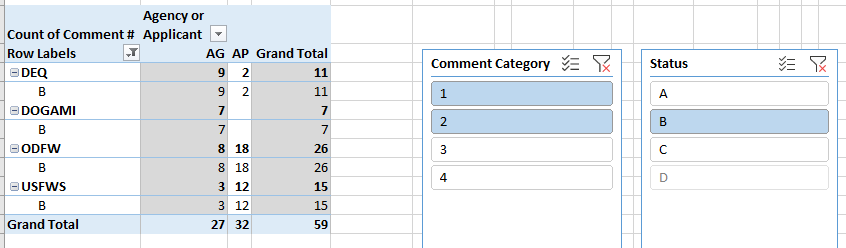 Agency or
Count of Comment # Applicant
Row Labels AG AP Grand Total
DEQ 9 2 11
B 9 2 11
DOGAMI 7 7
B 7 7
ODFW 8 18 26
B 8 18 26
USFWS 3 12 15
B 3 12 15
Grand Total 27 32 59
Comment Category
1
2
3
4
Status
A
B
C
D